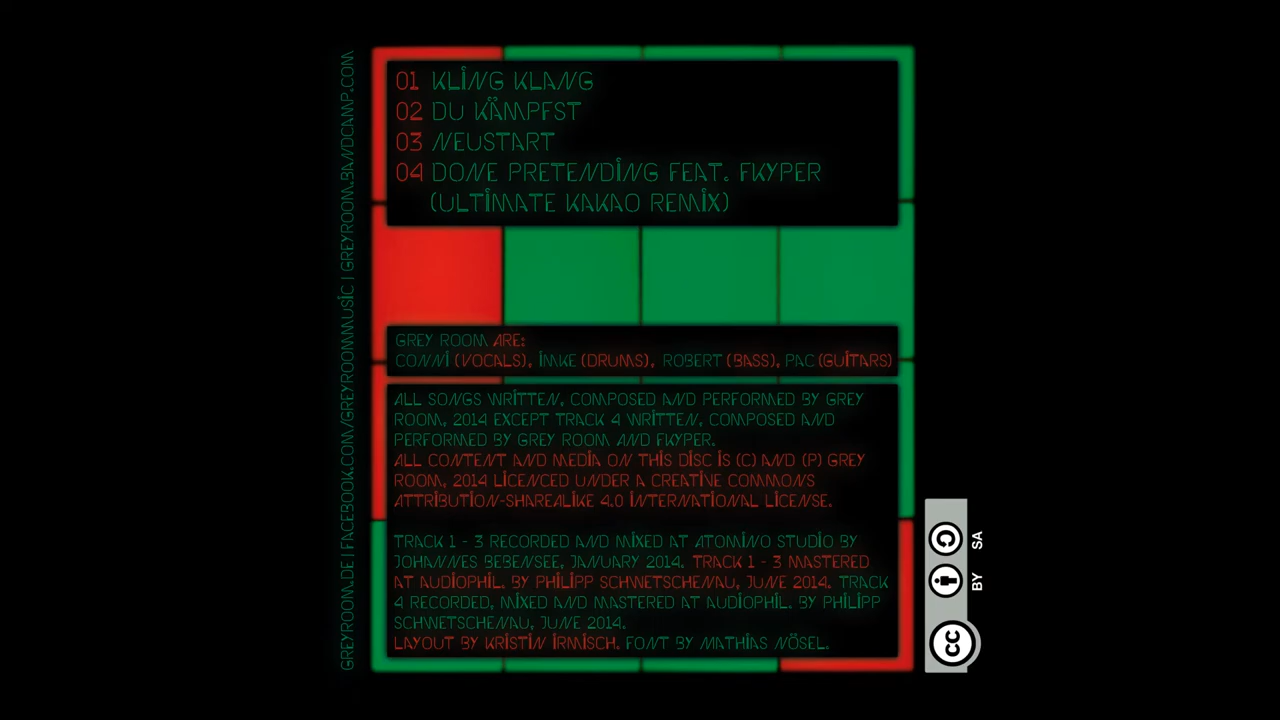 01 KLING KLANG
02 DU KÄMPFST
03 NEUSTART
04 DONE PRETENDING FEAT. FKYPER
(ULTIMATE KAKAO REMIX)
GREY ROOM ARE:
CONNI (VOCALS), IMKE (DRUMS), ROBERT (BASS), PAC (GUITARS)
ALL SONGS WRITTEN, COMPOSED AND PERFORMED BY GREY
ROOM, 2014 EXCEPT TRACK 4 WRITTEN, COMPOSED AND
PERFORMED BY GREY ROOM AND FKYPER.
ALL CONTENT AND MEDIA ON THIS DISC IS (C) AND (P) GREY
ROOM, 2014 LICENCED UNDER A CREATIVE COMMONS
ATTRIBUTION-SHAREALIKE 4.0 INTERNATIONAL LICENSE.
TRACK 1 - 3 RECORDED AND MIXED AT ATOMINO STUDIO BY
JOHANNES BEBENSEE, JANUARY 2014. TRACK 1 - 3 MASTERED
AT AUDIOPHIL. BY PHILIPP SCHWETSCHENAU, JUNE 2014. TRACK
4 RECORDED, MIXED AND MASTERED AT AUDIOPHIL. BY PHILIPP
SCHWETSCHENAU, JUNE 2014.
LAYOUT BY KRISTIN IRMISCH. FONT BY MATHIAS NÖSEL.
GREYROOM.DE | FACEBOOK.COM/GREYROOMMUSIC | GREYROOM.BANDCAMP.COM
CC BY SA